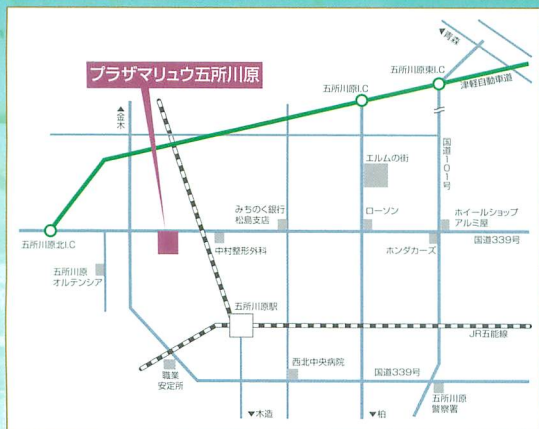 ◀青森
五所川原東I.C
津軽自動車道
プラザマリュウ五所川原
五所川原I.C
▲金木
国道101号
エルムの街
みちのく銀行
松島支店
ローソン
ホイールショップ
アルミ屋
五所川原北I.C
中村整形外科
ホンダカーズ
国道339号
五所川原
オルテンシア
五所川原駅
JR五能線
職業
安定所
西北中央病院
国道339号
五所川原
警察署
▼木造
▼柏